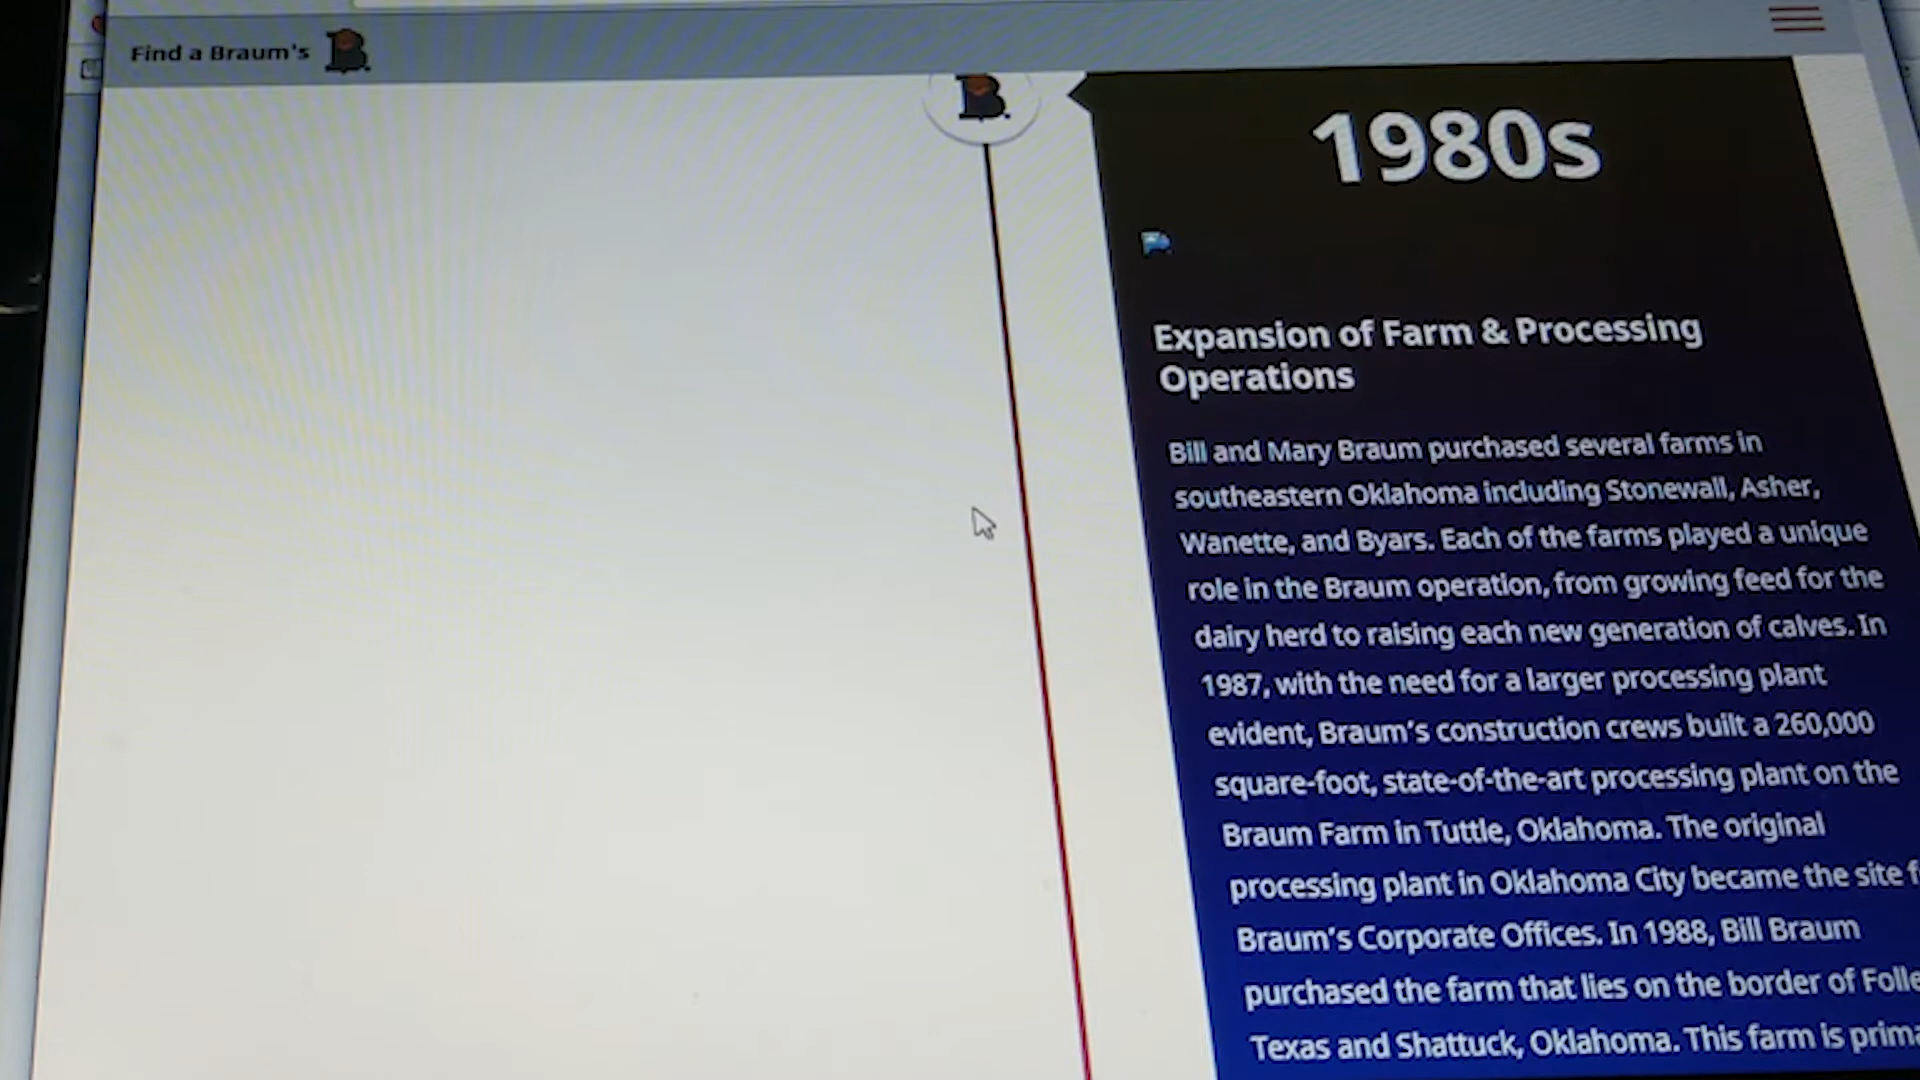 Find a Braum's
1980s
Expansion of Farm & Processing
Operations
Bill and Mary Braum purchased several farms in
southeastern Oklahoma including Stonewall, Asher,
Wanette, and Byars. Each of the farms played a unique
role in the Braum operation, from growing feed for the
dairy herd to raising each new generation of calves. In
1987, with the need for a larger processing plant
evident, Braum's construction crews built a 260,000
square-foot, state-of-the-art processing plant on the
Braum Farm in Tuttle, Oklahoma. The original
processing plant in Oklahoma City became the site
Braum's Corporate Offices. In 1988, Bill Braum
purchased the farm that lies on the border of
Texas and Shattuck, Oklahoma. This farm is